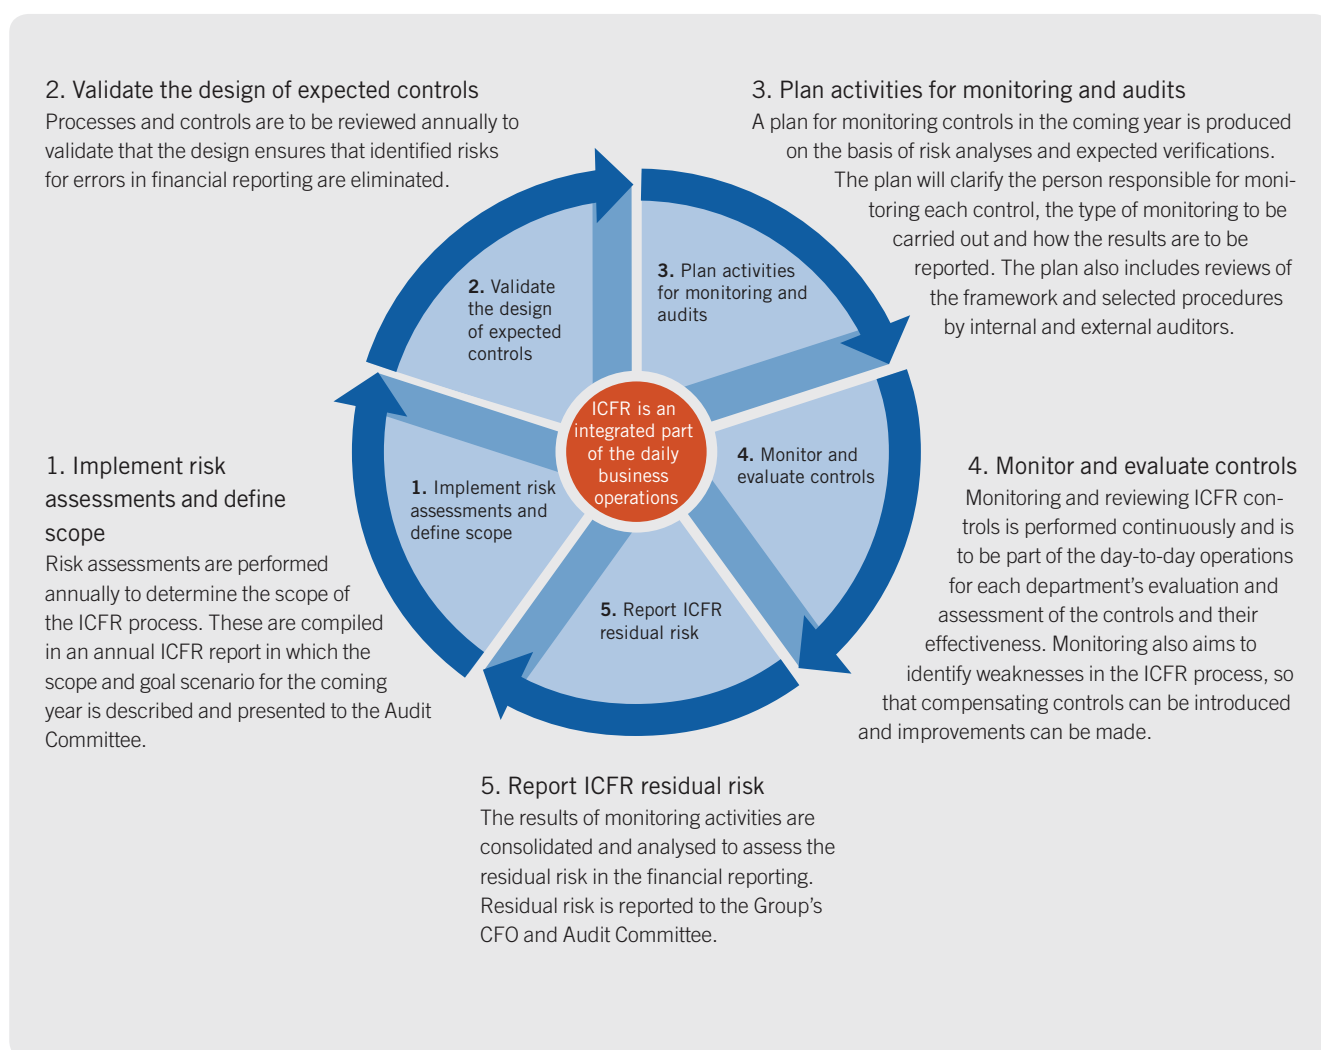 2. Validate the design of expected controls
Processes and controls are to be reviewed annually to
validate that the design ensures that identified risks
for errors in financial reporting are eliminated.
3. Plan activities for monitoring and audits
A plan for monitoring controls in the coming year is produced
on the basis of risk analyses and expected verifications.
The plan will clarify the person responsible for moni-
toring each control, the type of monitoring to be
carried out and how the results are to be
reported. The plan also includes reviews of
the framework and selected procedures
by internal and external auditors.
2. Validate
the design
of expected
controls
3. Plan activities
for monitoring and
audits
ICFR is an
integrated part
of the daily
business
operations
1. Implement risk
assessments and
define scope
4. Monitor and
evaluate controls
5. Report ICFR
residual risk
1. Implement risk
assessments and define
scope
Risk assessments are performed
annually to determine the scope of
the ICFR process. These are compiled
in an annual ICFR report in which the
scope and goal scenario for the coming
year is described and presented to the Audit
Committee.
4. Monitor and evaluate controls
Monitoring and reviewing ICFR con-
trols is performed continuously and is
to be part of the day-to-day operations
for each department’s evaluation and
assessment of the controls and their
effectiveness. Monitoring also aims to
identify weaknesses in the ICFR process, so
that compensating controls can be introduced
and improvements can be made.
5. Report ICFR residual risk
The results of monitoring activities are
consolidated and analysed to assess the
residual risk in the financial reporting.
Residual risk is reported to the Group’s
CFO and Audit Committee.